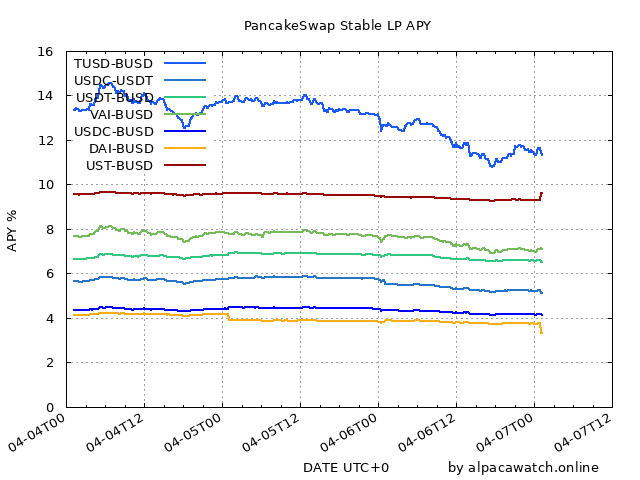 PancakeSwap Stable LP APY
16
14
12
10
8
6
4
2
0
APY %
TUSD-BUSD
USDC-USDT
USDT-BUSD
VAI-BUSD
USDC-BUSD
DAI-BUSD
UST-BUSD
04-04T00
04-04T12
04-05T00
04-05T12
04-06T00
04-06T12
04-07T00
04-07T12
DATE UTC+0 by alpacawatch.online